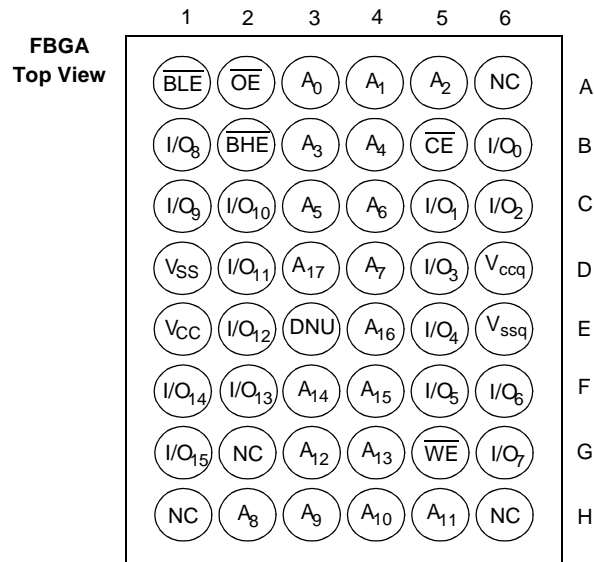 1 2 3 4 5 6
FBGA
Top View
BLE OE A0 A1 A2 NC A
I/O8 BHE A3 A4 CE I/O0 B
I/O9 I/O10 A5 A6 I/O1 I/O2 C
VSS I/O11 A17 A7 I/O3 Vccq D
VCC I/O12 DNU A16 I/O4 Vssq E
I/O14 I/O13 A14 A15 I/O5 I/O6 F
I/O15 NC A12 A13 WE I/O7 G
NC A8 A9 A10 A11 NC H